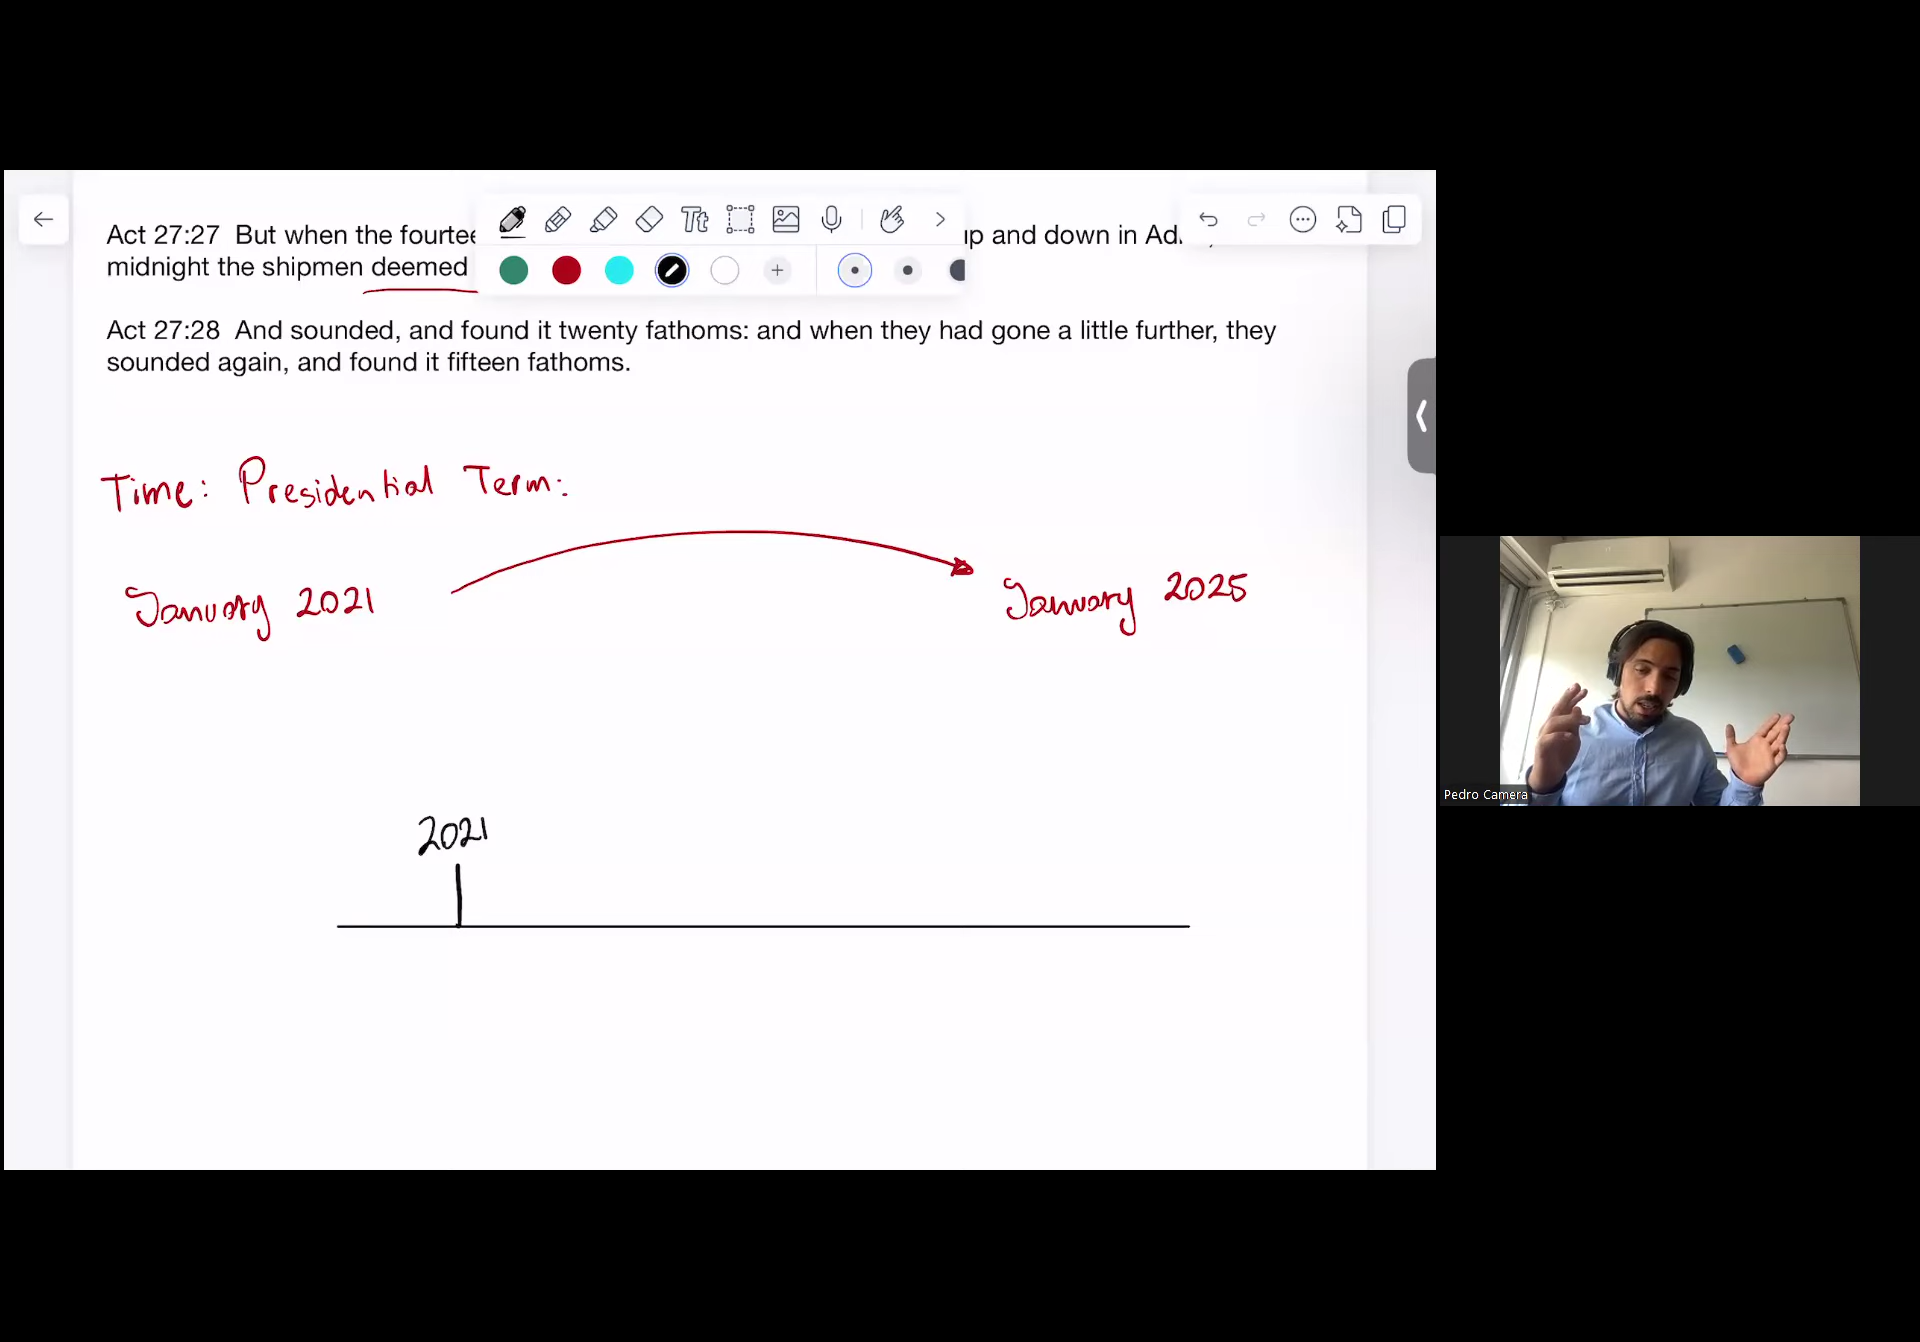 Act 27:27 But when the fourtee up and down in Ad
midnight the shipmen deemed
Act 27:28 And sounded, and found it twenty fathoms: and when they had gone a little further, they
sounded again, and found it fifteen fathoms.
Time: Presidential Term:
January 2021 January 2025
2021
Tt
Pedro Camera